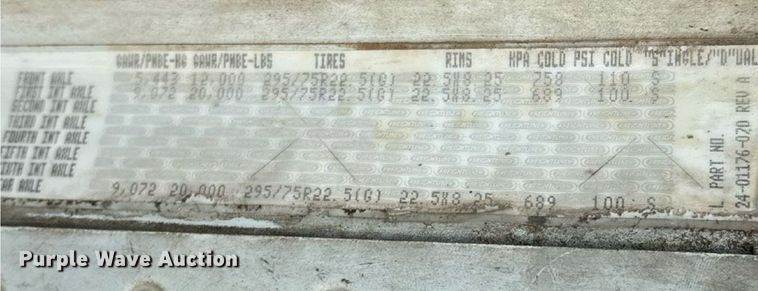 GAWR/PNBE-KG GAWR/PNBE-LBS TIRES RIMS KPA COLD PSI COLD "S"INGLE/"D"UAL
FRONT AXLE 5,443 12,000 295/75R22.5(G) 22.5X8.25 758 110 S
FIRST INT AXLE 9,072 20,000 295/75R22.5(G) 22.5X8.25 689 100 S
SECOND INT AXLE
THIRD INT AXLE
FOURTH INT AXLE
FIFTH INT AXLE
SIXTH INT AXLE
AR AXLE 9,072 20,000 295/75R22.5(G) 22.5X8.25 689 100 S
L PART NO.
24-01176-020 REV A
Purple Wave Auction